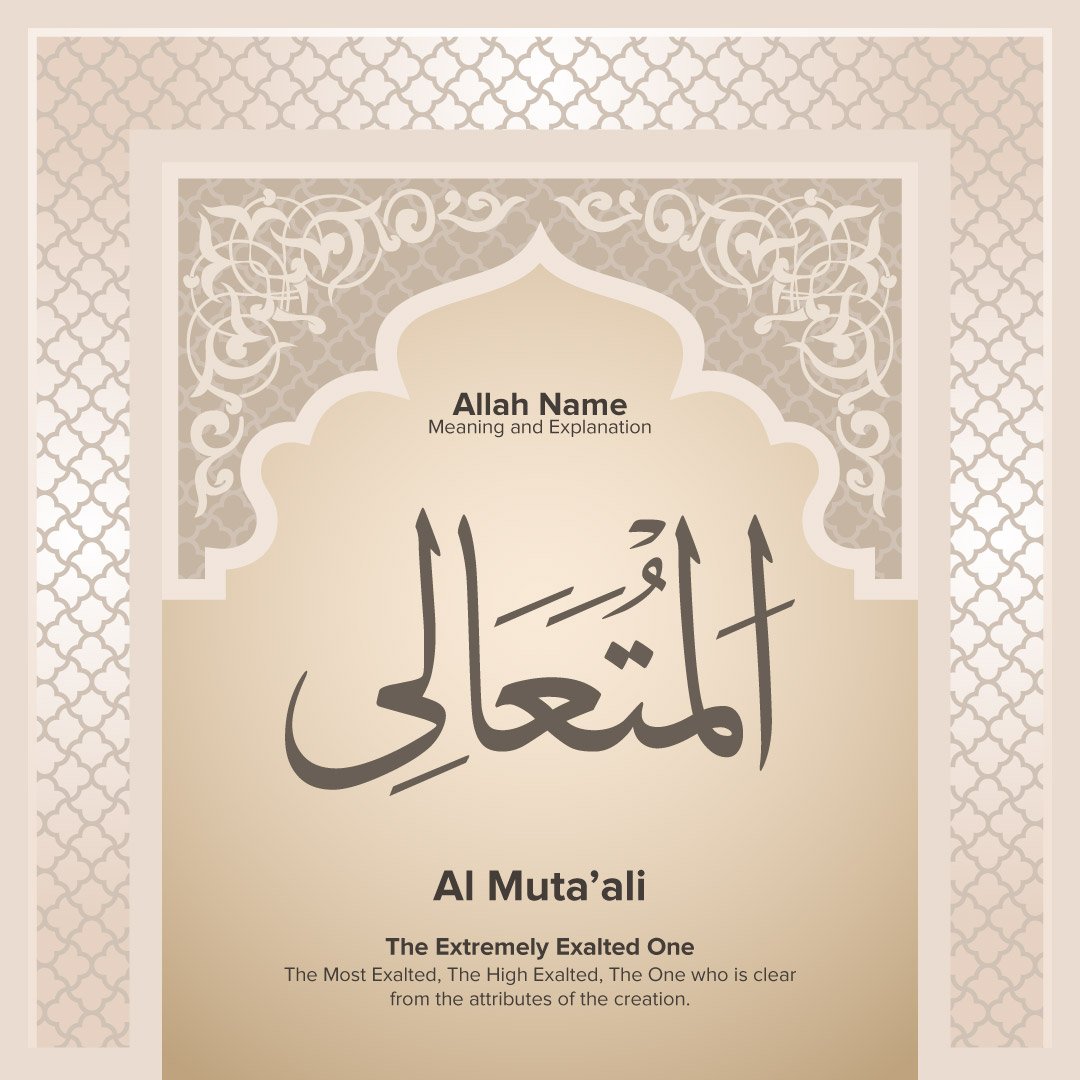 Allah Name
Meaning and Explanation
اَلمُتَعَالِى
Al Muta’ali
The Extremely Exalted One
The Most Exalted, The High Exalted, The One who is clear
from the attributes of the creation.